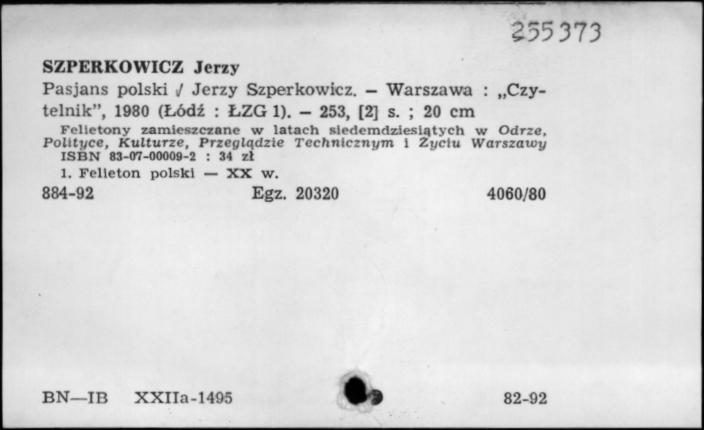 255373
SZPERKOWICZ Jerzy
Pasjans polski / Jerzy Szperkowicz. — Warszawa : „Czy-
telnik”, 1980 (Łódź : ŁZG 1). — 253, [2] s. ; 20 cm
Felietony zamieszczane w latach siedemdziesiątych w Odrze,
Polityce, Kulturze, Przeglądzie Technicznym i Życiu Warszawy
ISBN 83-07-00009-2 : 34 zł
1. Felieton polski — XX w.
884-92 Egz. 20320 4060/80
BN—IB XXIIa-1495 82-92